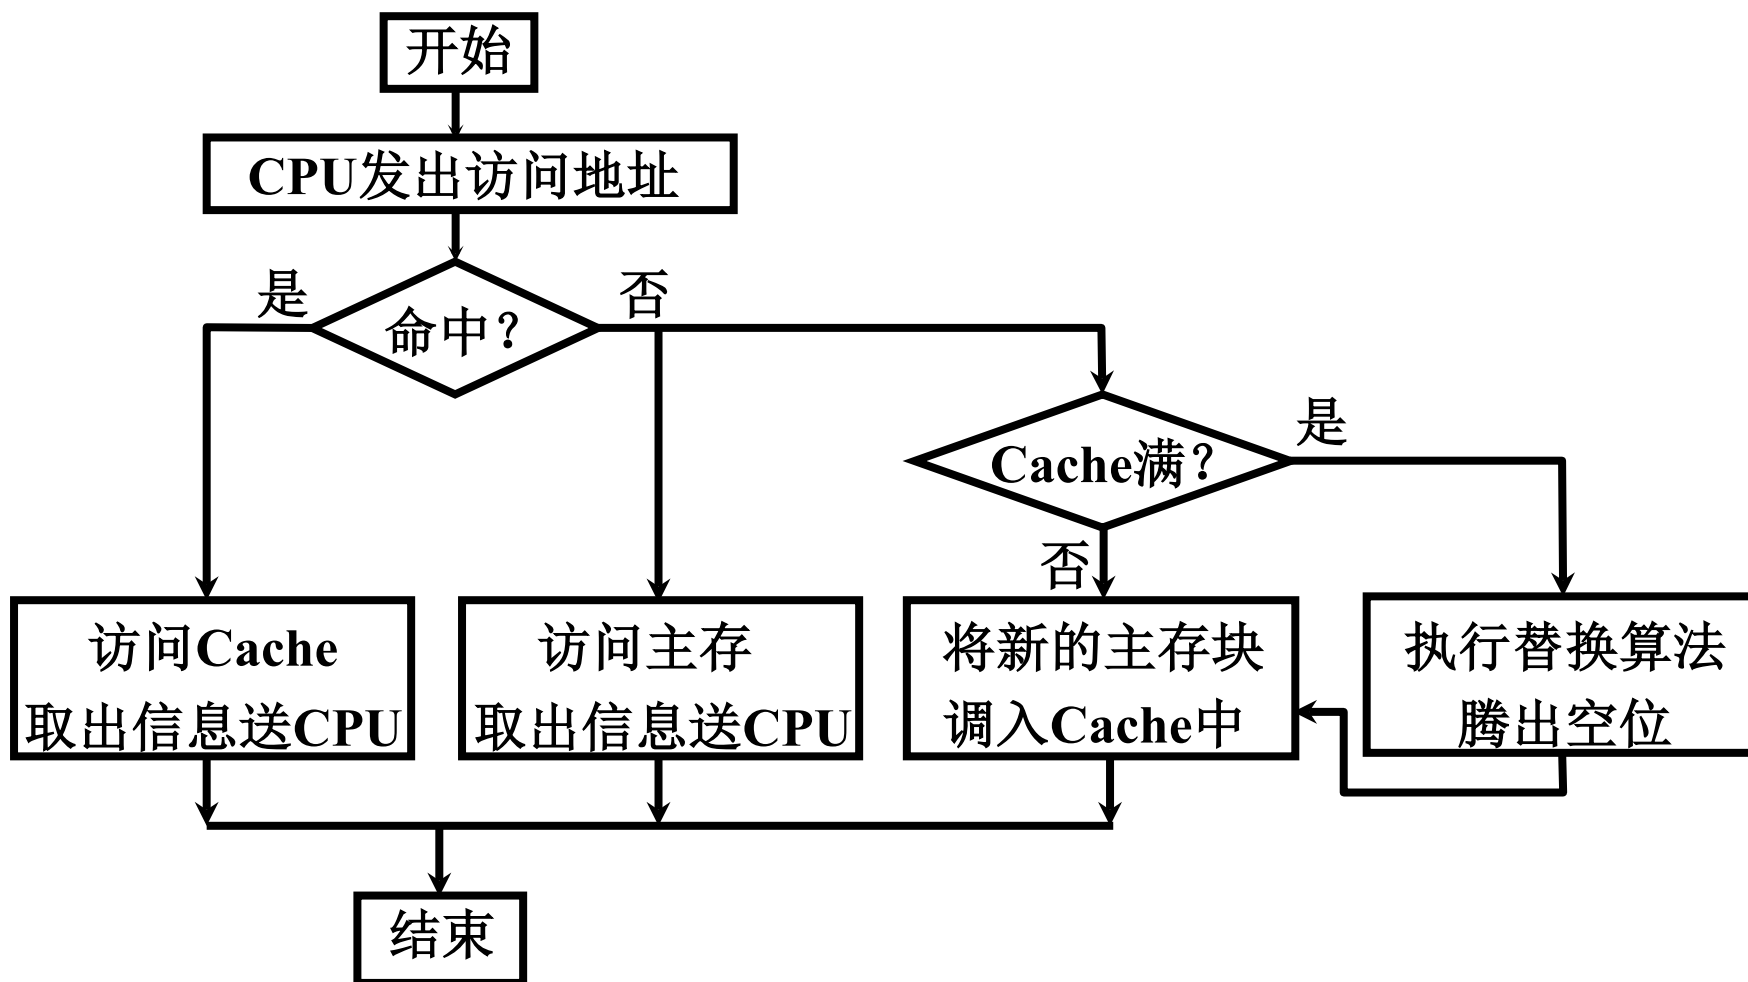 开始
CPU发出访问地址
是
否
命中？
是
Cache满？
否
访问Cache
取出信息送CPU
访问主存
取出信息送CPU
将新的主存块
调入Cache中
执行替换算法
腾出空位
结束